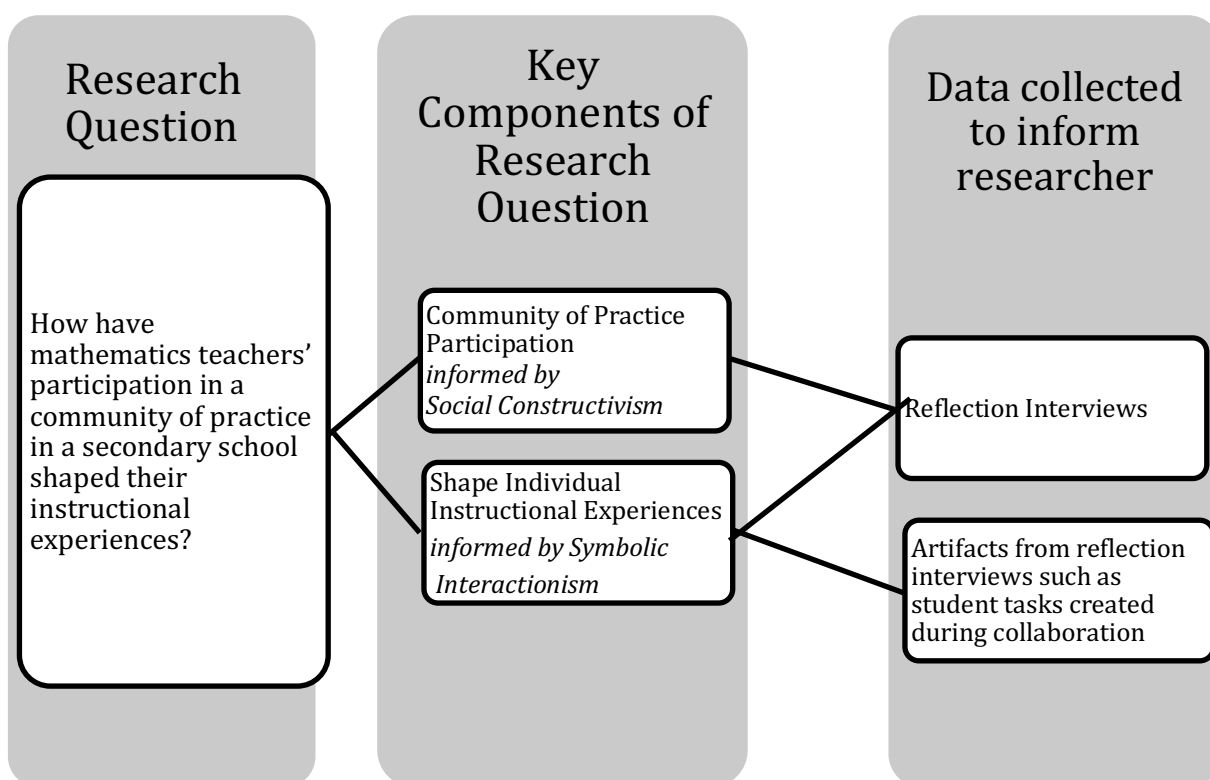 Research
Question
How have
mathematics teachers’
participation in a
community of practice
in a secondary school
shaped their
instructional
experiences?
Key
Components of
Research
Question
Community of Practice
Participation
informed by
Social Constructivism
Shape Individual
Instructional Experiences
informed by Symbolic
Interactionism
Data collected
to inform
researcher
Reflection Interviews
Artifacts from reflection
interviews such as
student tasks created
during collaboration